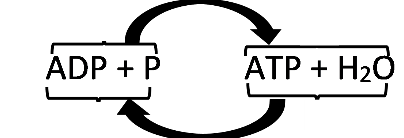 ADP + P ATP + H₂O